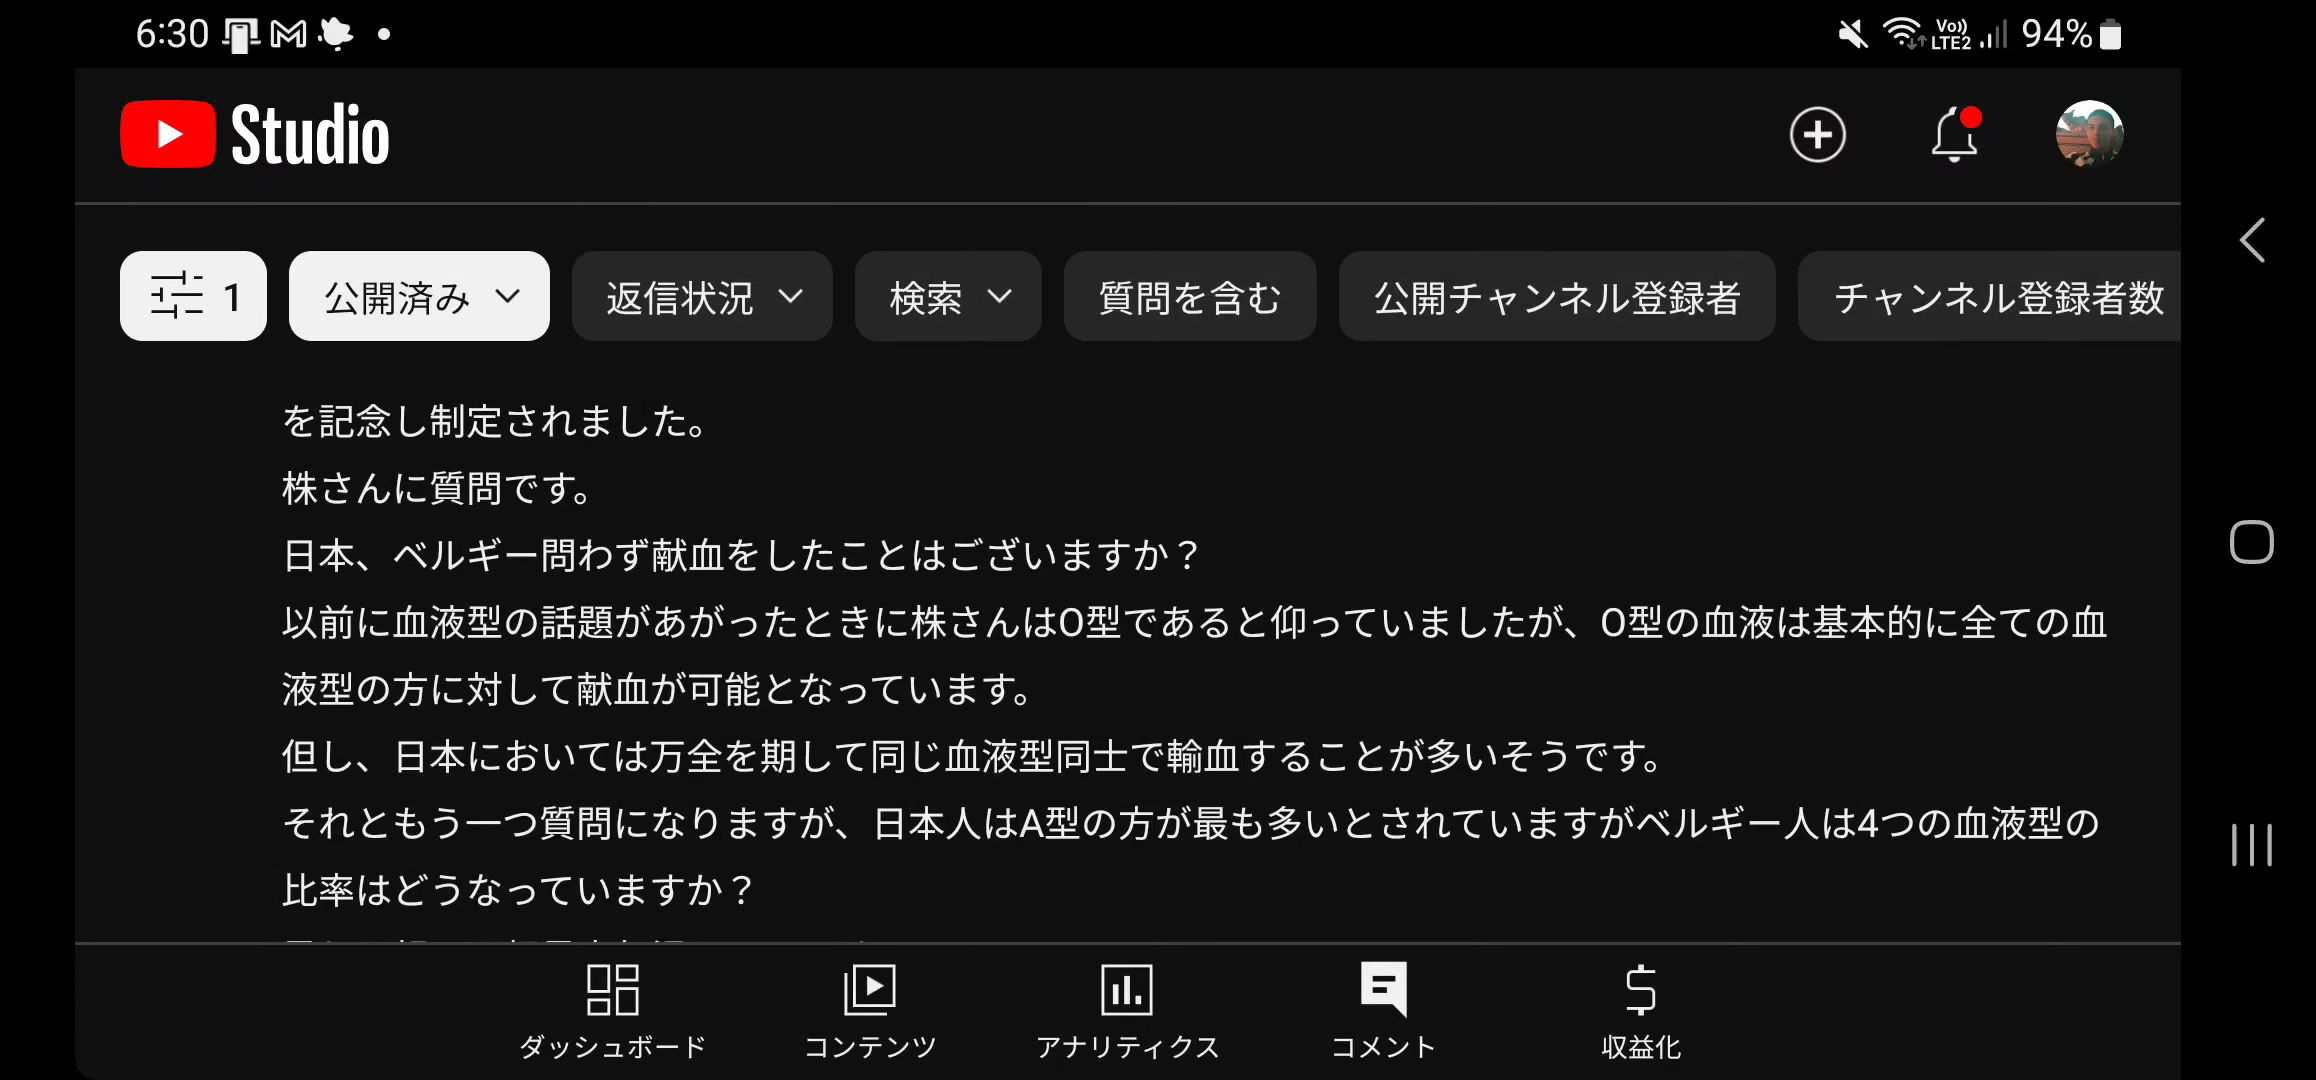 6:30
Vo)) LTE2 94%
Studio
1 公開済み 返信状況 検索 質問を含む 公開チャンネル登録者 チャンネル登録者数
を記念し制定されました。
株さんに質問です。
日本、ベルギー問わず献血をしたことはございますか？
以前に血液型の話題があがったときに株さんはO型であると仰っていましたが、O型の血液は基本的に全ての血
液型の方に対して献血が可能となっています。
但し、日本においては万全を期して同じ血液型同士で輸血することが多いそうです。
それともう一つ質問になりますが、日本人はA型の方が最も多いとされていますがベルギー人は4つの血液型の
比率はどうなっていますか？
ダッシュボード コンテンツ アナリティクス コメント 収益化